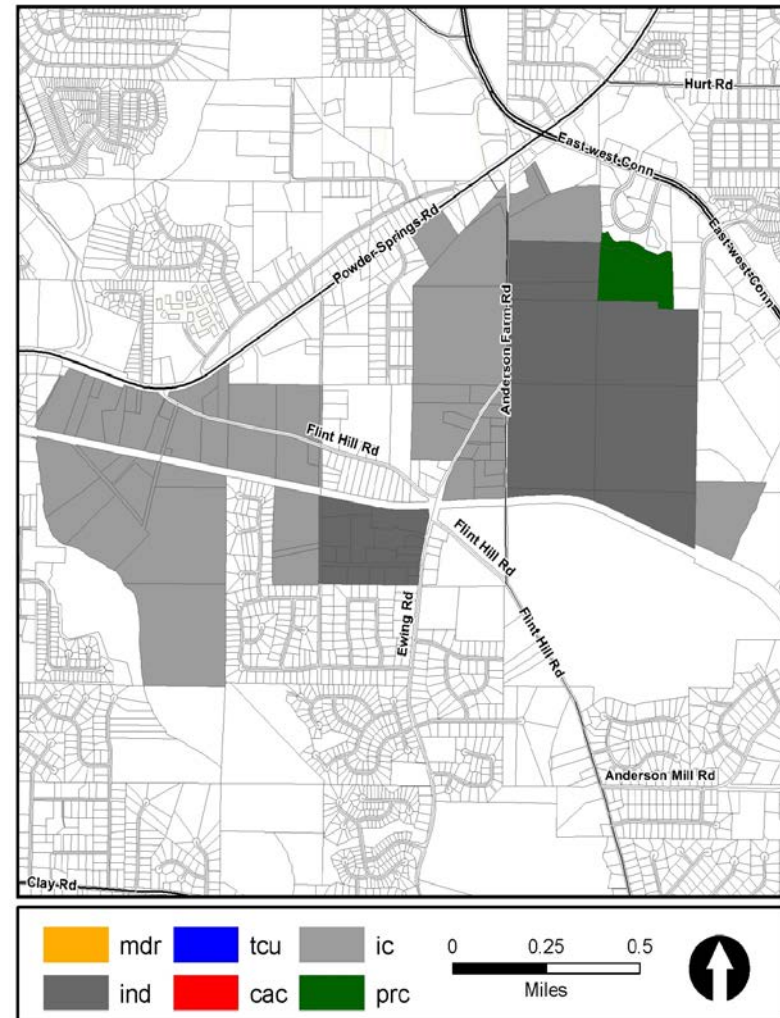 Hurt Rd
East-west Conn
East-west-Conn
Powder-Springs-Rd
Anderson Farm Rd
Flint Hill Rd
Flint Hill Rd
Ewing Rd
Flint-Hill-Rd
Anderson Mill Rd
Clay-Rd
mdr tcu ic 0 0.25 0.5
ind cac prc Miles